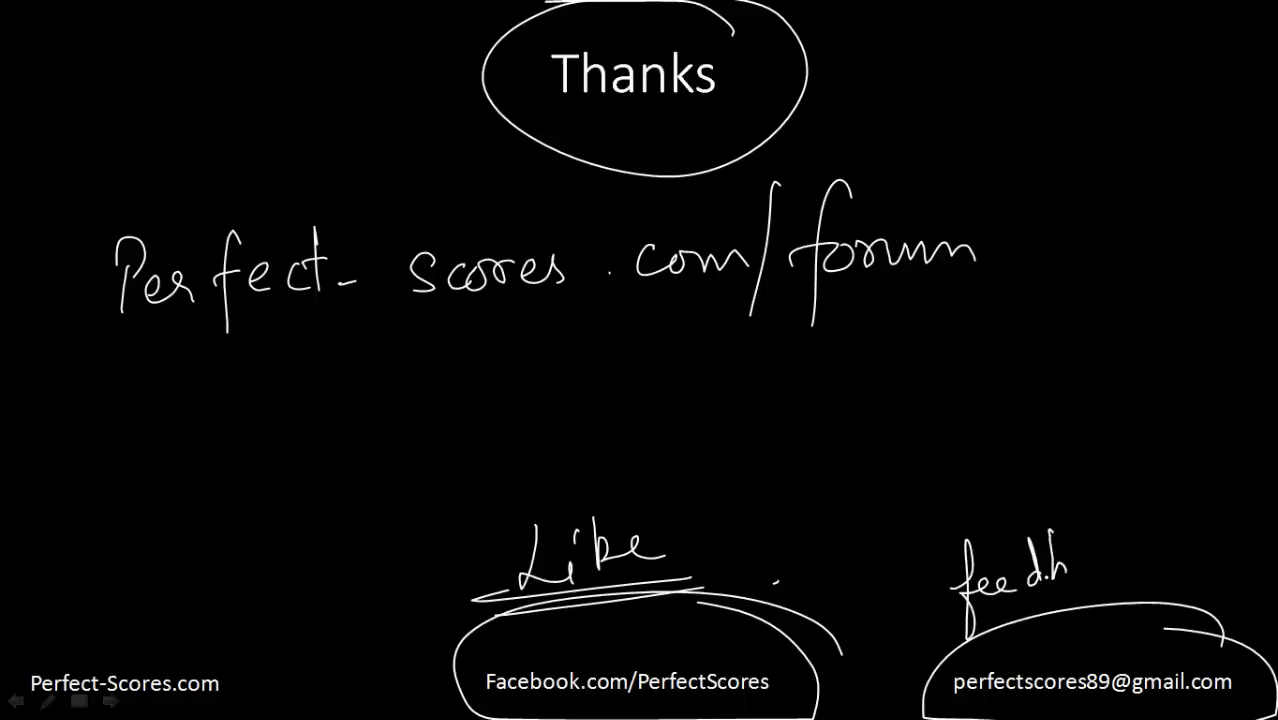 Thanks
Perfect-scores.com/forum
Like
Perfect-Scores.com
Facebook.com/PerfectScores
perfectscores89@gmail.com